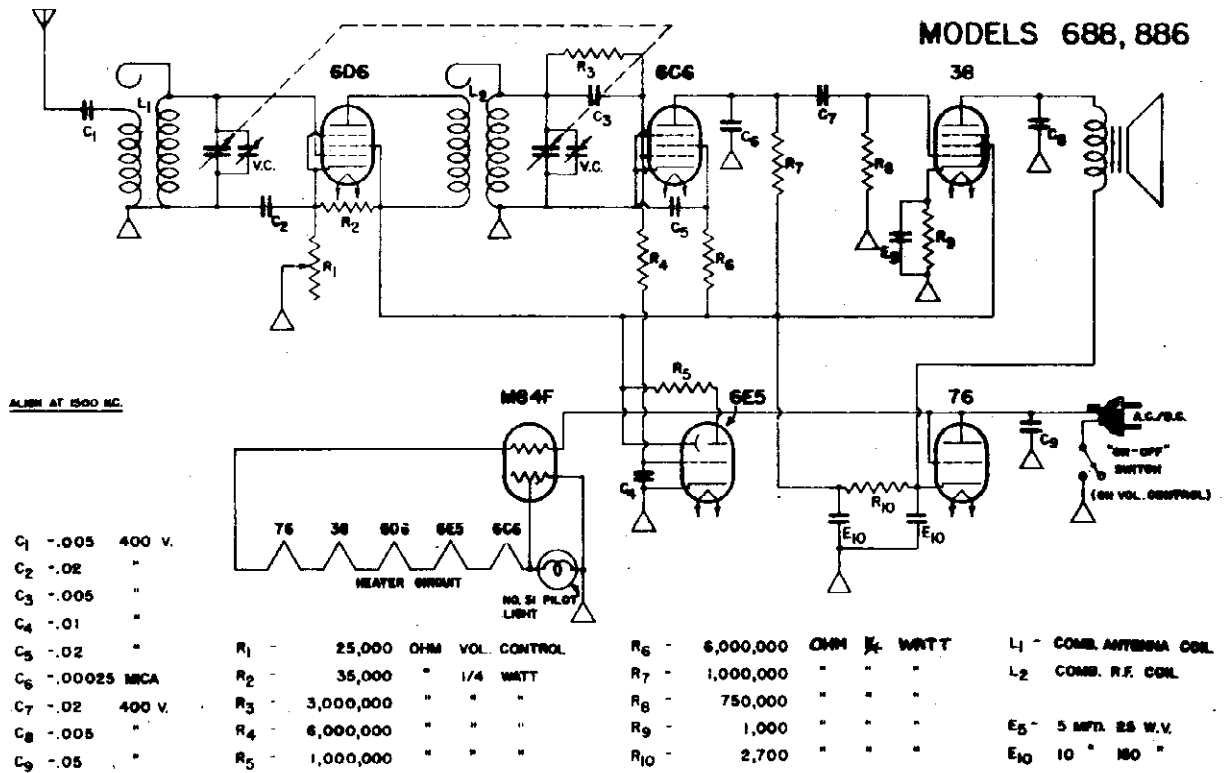 MODELS 688, 886
6D6
6C6
38
L1
C1
V.C.
C2
R2
R1
L2
R3
C3
V.C.
C5
R4
R6
C6
R7
C7
R8
E5
R9
C8
ALIGN AT 1500 KC.
M84F
R5
6E5
C4
76
R10
E10
E10
C9
A.C./D.C.
"ON-OFF"
SWITCH
(ON VOL. CONTROL)
76 38 6D6 6E5 6C6
HEATER CIRCUIT
NO. 51 PILOT
LIGHT
C1 -.005 400 V.
C2 -.02 "
C3 -.005 "
C4 -.01 "
C5 -.02 "
C6 -.00025 MICA
C7 -.02 400 V.
C8 -.005 "
C9 -.05 "
R1 - 25,000 OHM VOL. CONTROL
R2 - 35,000 " 1/4 WATT
R3 - 3,000,000 " " "
R4 - 6,000,000 " " "
R5 - 1,000,000 " " "
R6 - 6,000,000 OHM WATT
R7 - 1,000,000 " " "
R8 - 750,000 " " "
R9 - 1,000 " " "
R10 - 2,700 " " "
L1 - COMB. ANTENNA COIL
L2 COMB. R.F. COIL
E5 - 5 MFD. 25 W.V.
E10 10 "